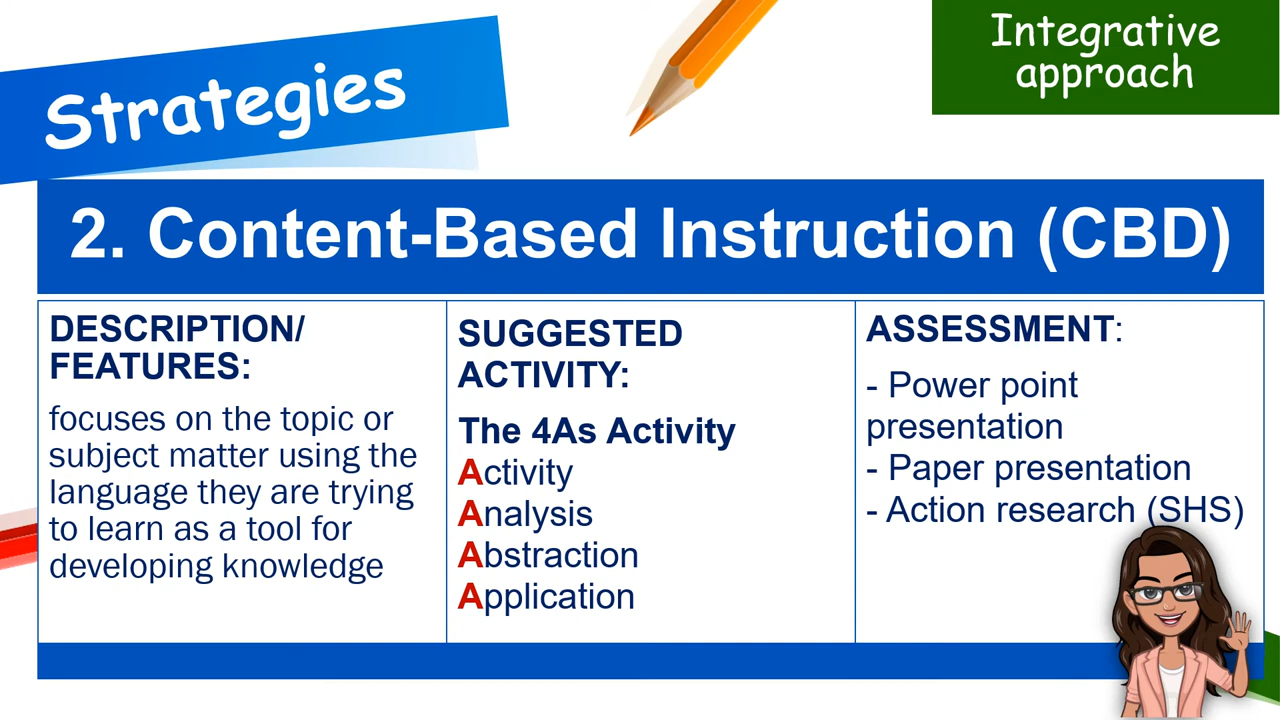 Strategies
Integrative
approach
2. Content-Based Instruction (CBD)
DESCRIPTION/
FEATURES:
focuses on the topic or
subject matter using the
language they are trying
to learn as a tool for
developing knowledge
SUGGESTED
ACTIVITY:
The 4As Activity
Activity
Analysis
Abstraction
Application
ASSESSMENT:
- Power point
presentation
- Paper presentation
- Action research (SHS)